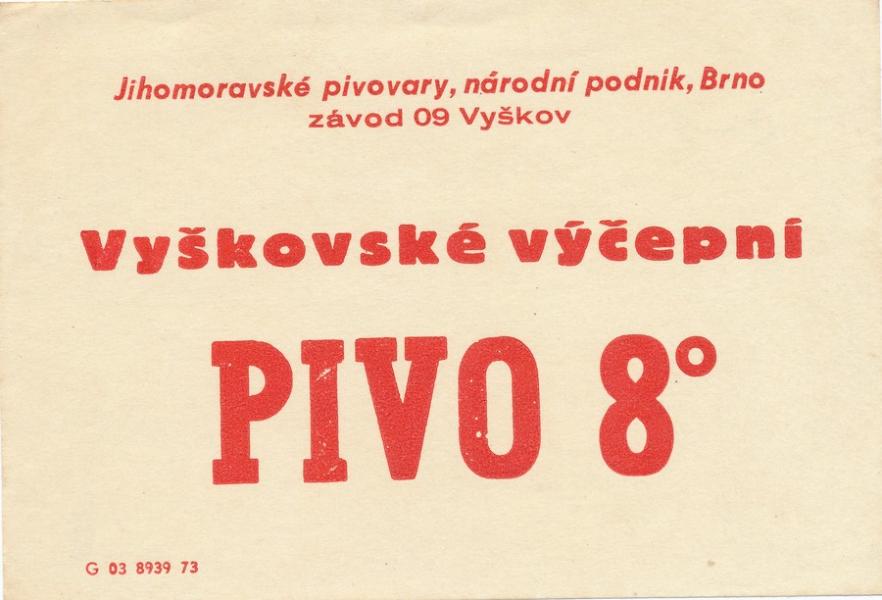 Jihomoravské pivovary, národní podnik, Brno
závod 09 Vyškov
Vyškovské výčepní
PIVO 8°
G 03 8939 73